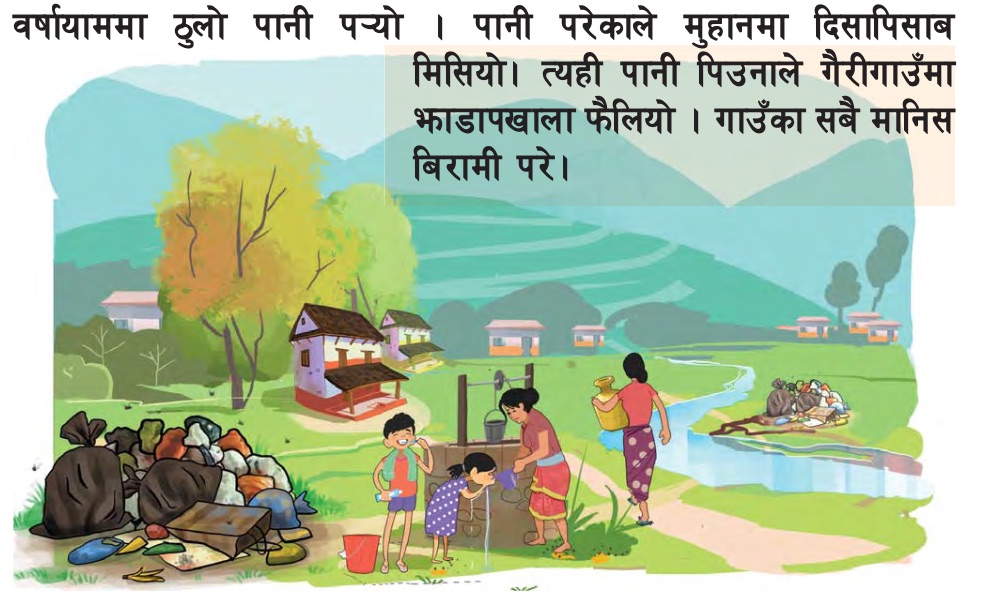 वर्षायाममा ठुलो पानी पऱ्यो । पानी परेकाले मुहानमा दिसापिसाब
मिसियो। त्यही पानी पिउनाले गैरीगाउँमा
झाडापखाला फैलियो । गाउँका सबै मानिस
बिरामी परे।